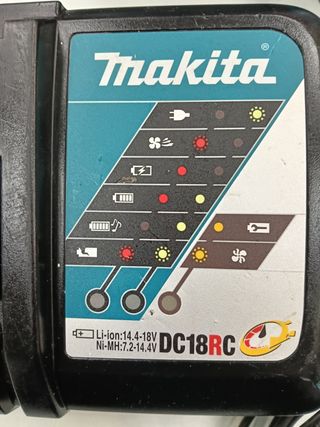 makita®
Li-ion:14.4-18V
Ni-MH:7.2-14.4V
DC18RC